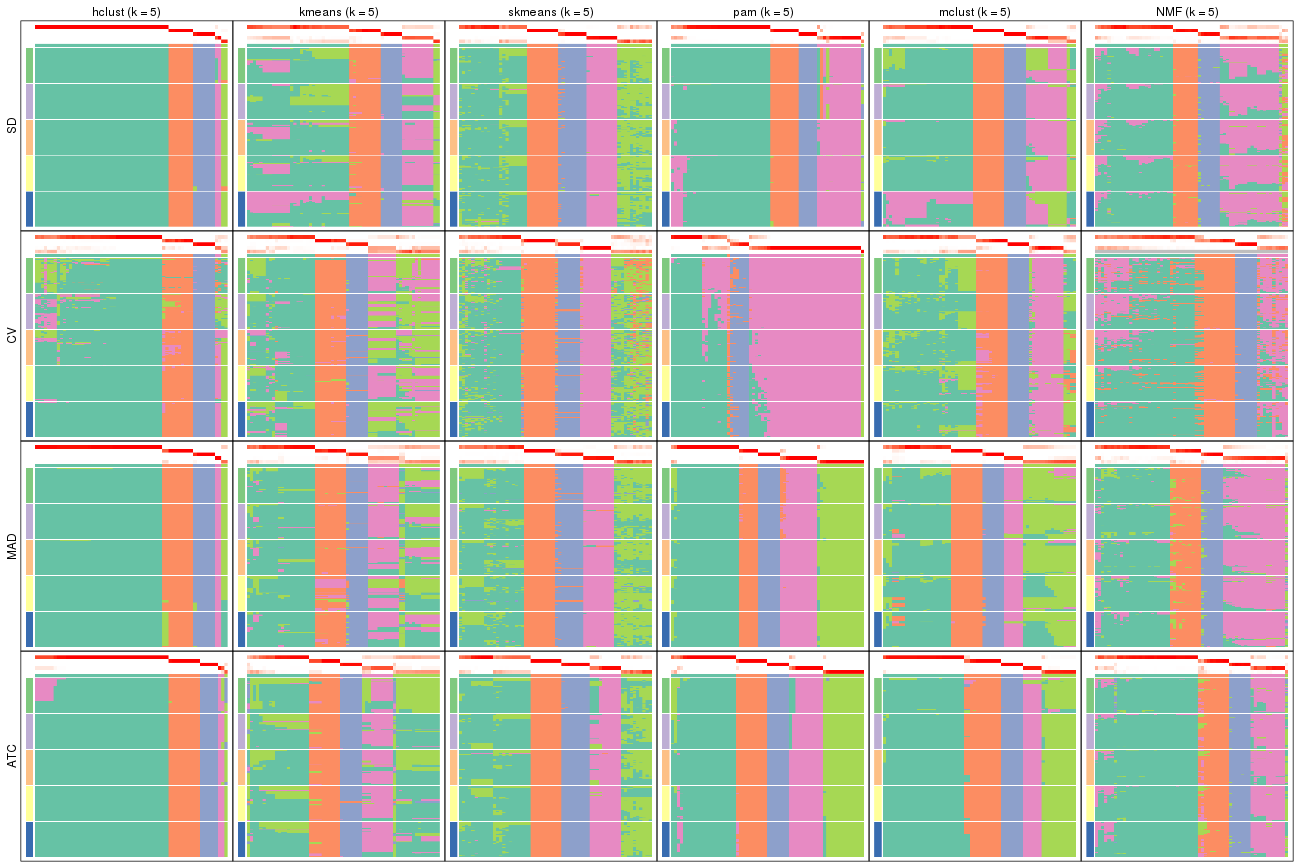 hclust (k = 5) kmeans (k = 5) skmeans (k = 5) pam (k = 5) mclust (k = 5) NMF (k = 5)
SD
CV
MAD
ATC